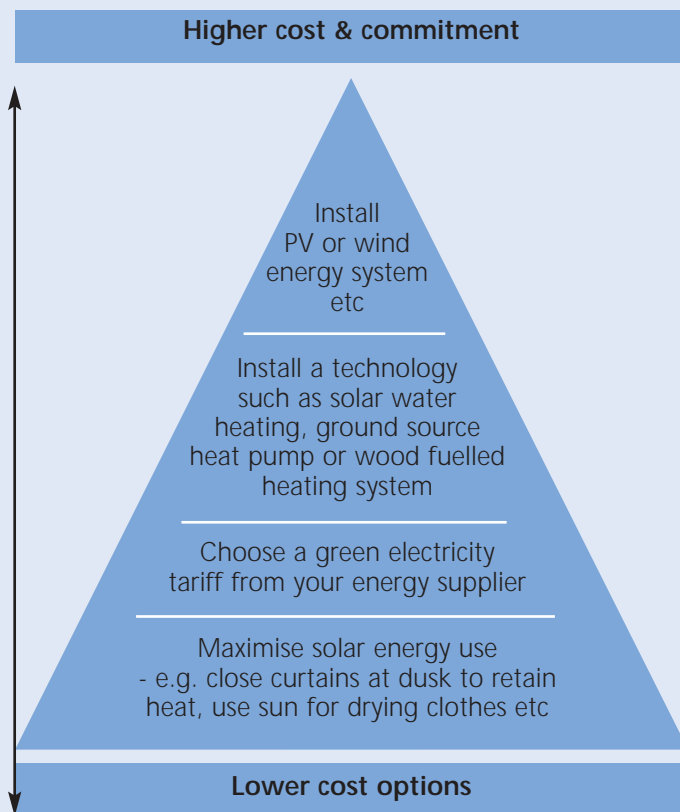 Higher cost & commitment
Install
PV or wind
energy system
etc
Install a technology
such as solar water
heating, ground source
heat pump or wood fuelled
heating system
Choose a green electricity
tariff from your energy supplier
Maximise solar energy use
- e.g. close curtains at dusk to retain
heat, use sun for drying clothes etc
Lower cost options